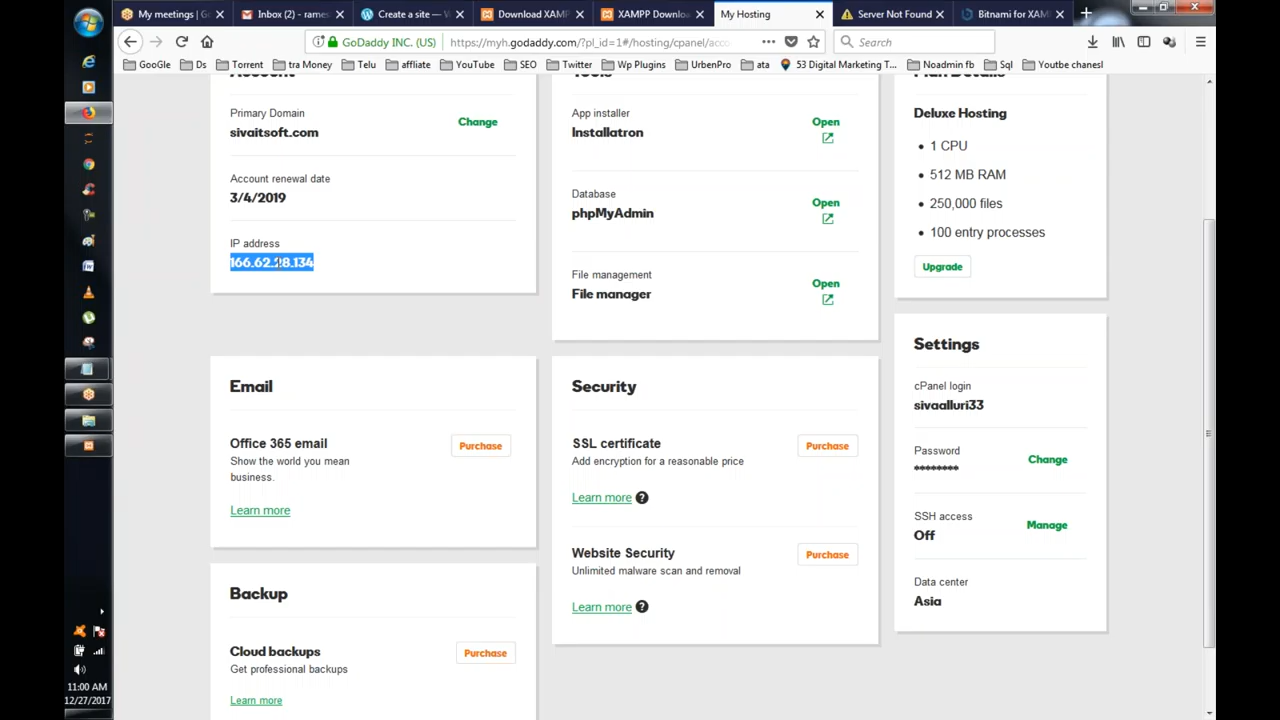 My meetings | G
Inbox (2) - rames
Create a site — W
Download XAMP
XAMPP Downlo
My Hosting
Server Not Found
Bitnami for XAM
GoDaddy INC. (US)
https://myh.godaddy.com/?pl_id=1#/hosting/cpanel/acc
Search
GooGle
Ds
Torrent
tra Money
Telu
affliate
YouTube
SEO
Twitter
Wp Plugins
UrbenPro
ata
53 Digital Marketing T...
Noadmin fb
Sql
Youtbe chanesl
Account
Tools
Plan Details
Primary Domain
sivaitsoft.com
Change
Account renewal date
3/4/2019
IP address
166.62.28.134
App installer
Installatron
Open
Database
phpMyAdmin
Open
File management
File manager
Open
Deluxe Hosting
• 1 CPU
• 512 MB RAM
• 250,000 files
• 100 entry processes
Upgrade
Email
Office 365 email
Show the world you mean
business.
Purchase
Learn more
Security
SSL certificate
Add encryption for a reasonable price
Purchase
Learn more ?
Website Security
Unlimited malware scan and removal
Purchase
Learn more ?
Settings
cPanel login
sivaalluri33
Password
********
Change
SSH access
Off
Manage
Data center
Asia
Backup
Cloud backups
Get professional backups
Purchase
Learn more
11:00 AM
12/27/2017